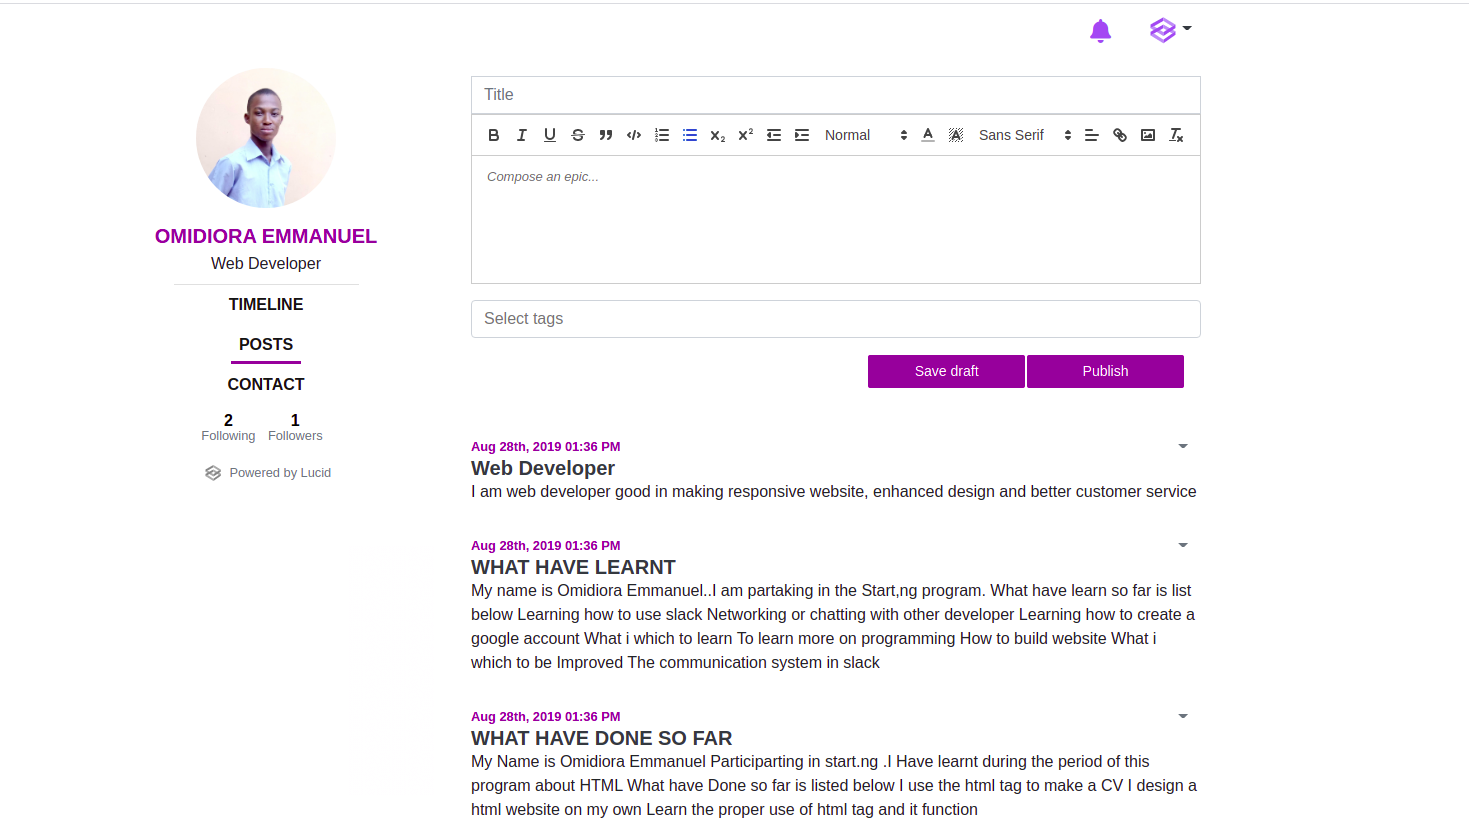 OMIDIORA EMMANUEL
Web Developer
TIMELINE
POSTS
CONTACT
2 1
Following Followers
Powered by Lucid
Title
Normal Sans Serif
Compose an epic...
Select tags
Save draft Publish
Aug 28th, 2019 01:36 PM
Web Developer
I am web developer good in making responsive website, enhanced design and better customer service
Aug 28th, 2019 01:36 PM
WHAT HAVE LEARNT
My name is Omidiora Emmanuel..I am partaking in the Start,ng program. What have learn so far is list
below Learning how to use slack Networking or chatting with other developer Learning how to create a
google account What i which to learn To learn more on programming How to build website What i
which to be Improved The communication system in slack
Aug 28th, 2019 01:36 PM
WHAT HAVE DONE SO FAR
My Name is Omidiora Emmanuel Participarting in start.ng .I Have learnt during the period of this
program about HTML What have Done so far is listed below I use the html tag to make a CV I design a
html website on my own Learn the proper use of html tag and it function